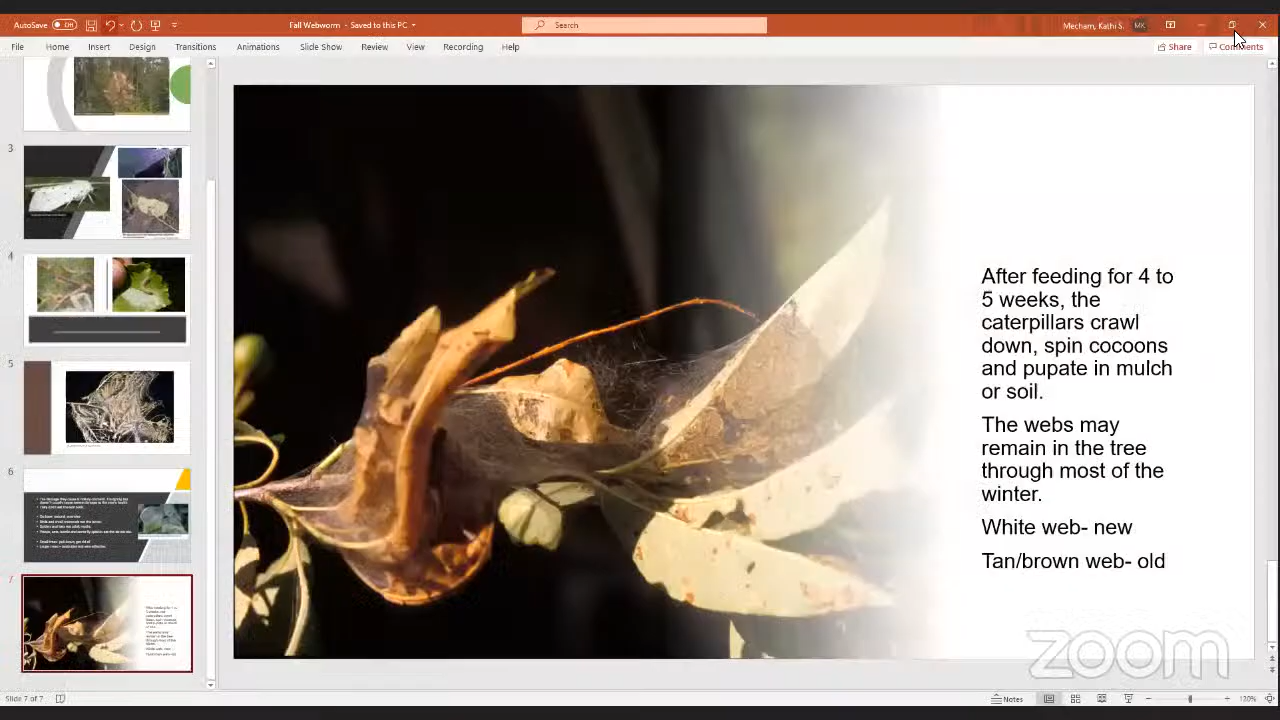 AutoSave
Off
Fall Webworm - Saved to this PC
Search
Mecham, Kathi S.
MK
File
Home
Insert
Design
Transitions
Animations
Slide Show
Review
View
Recording
Help
Share
Comments
3
4
5
6
7
After feeding for 4 to
5 weeks, the
caterpillars crawl
down, spin cocoons
and pupate in mulch
or soil.
The webs may
remain in the tree
through most of the
winter.
White web- new
Tan/brown web- old
zoom
Slide 7 of 7
Notes